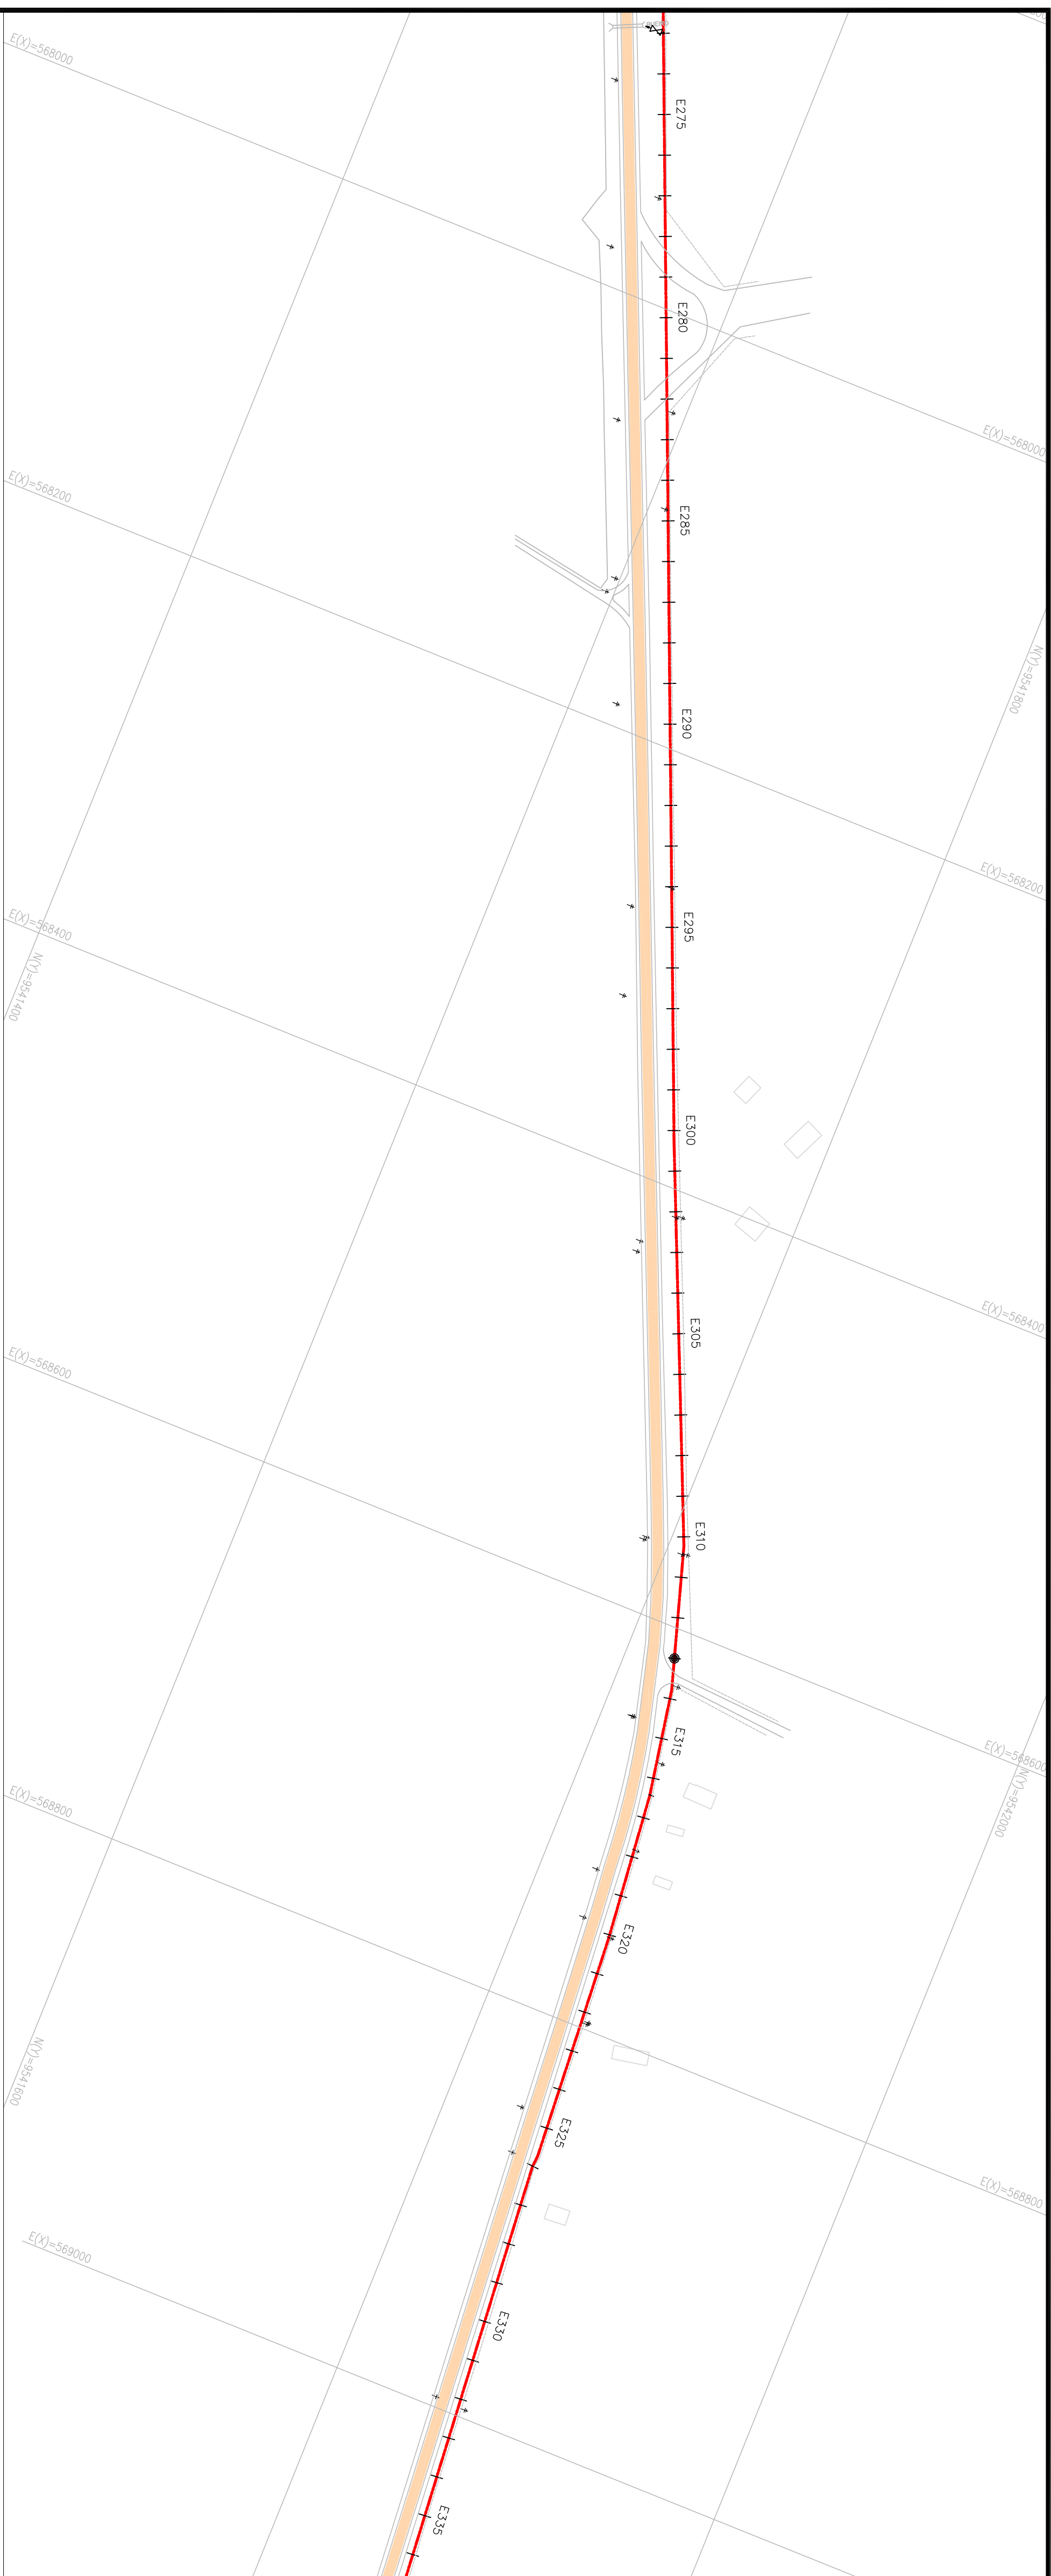 E(X)=568000
E275
E280
E(X)=568000
E(X)=568200
E285
N(Y)=9541800
E290
E(X)=568200
E(X)=568400
E295
N(Y)=9541400
E300
E(X)=568400
E305
E(X)=568600
E310
E315
E(X)=568600
N(Y)=9542000
E(X)=568800
E320
N(Y)=9541600
E325
E(X)=568800
E(X)=569000
E330
E335